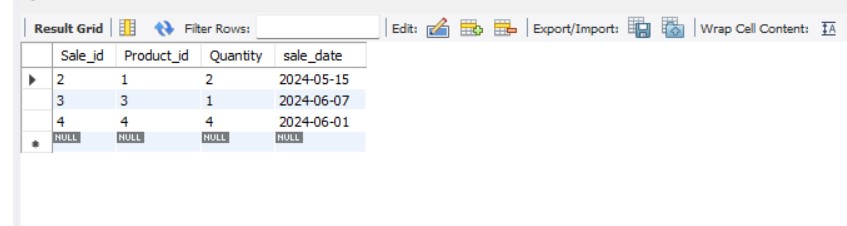 Result Grid Filter Rows: Edit: Export/Import: Wrap Cell Content: IA
Sale_id Product_id Quantity sale_date
2 1 2 2024-05-15
3 3 1 2024-06-07
4 4 4 2024-06-01
NULL NULL NULL NULL